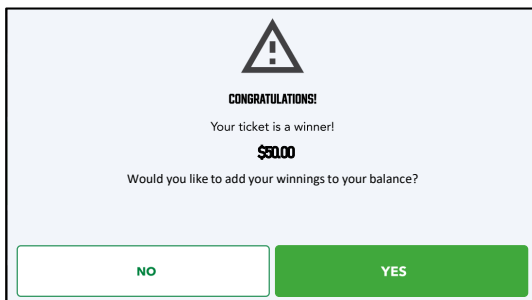 CONGRATULATIONS!
Your ticket is a winner!
$50.00
Would you like to add your winnings to your balance?
NO YES